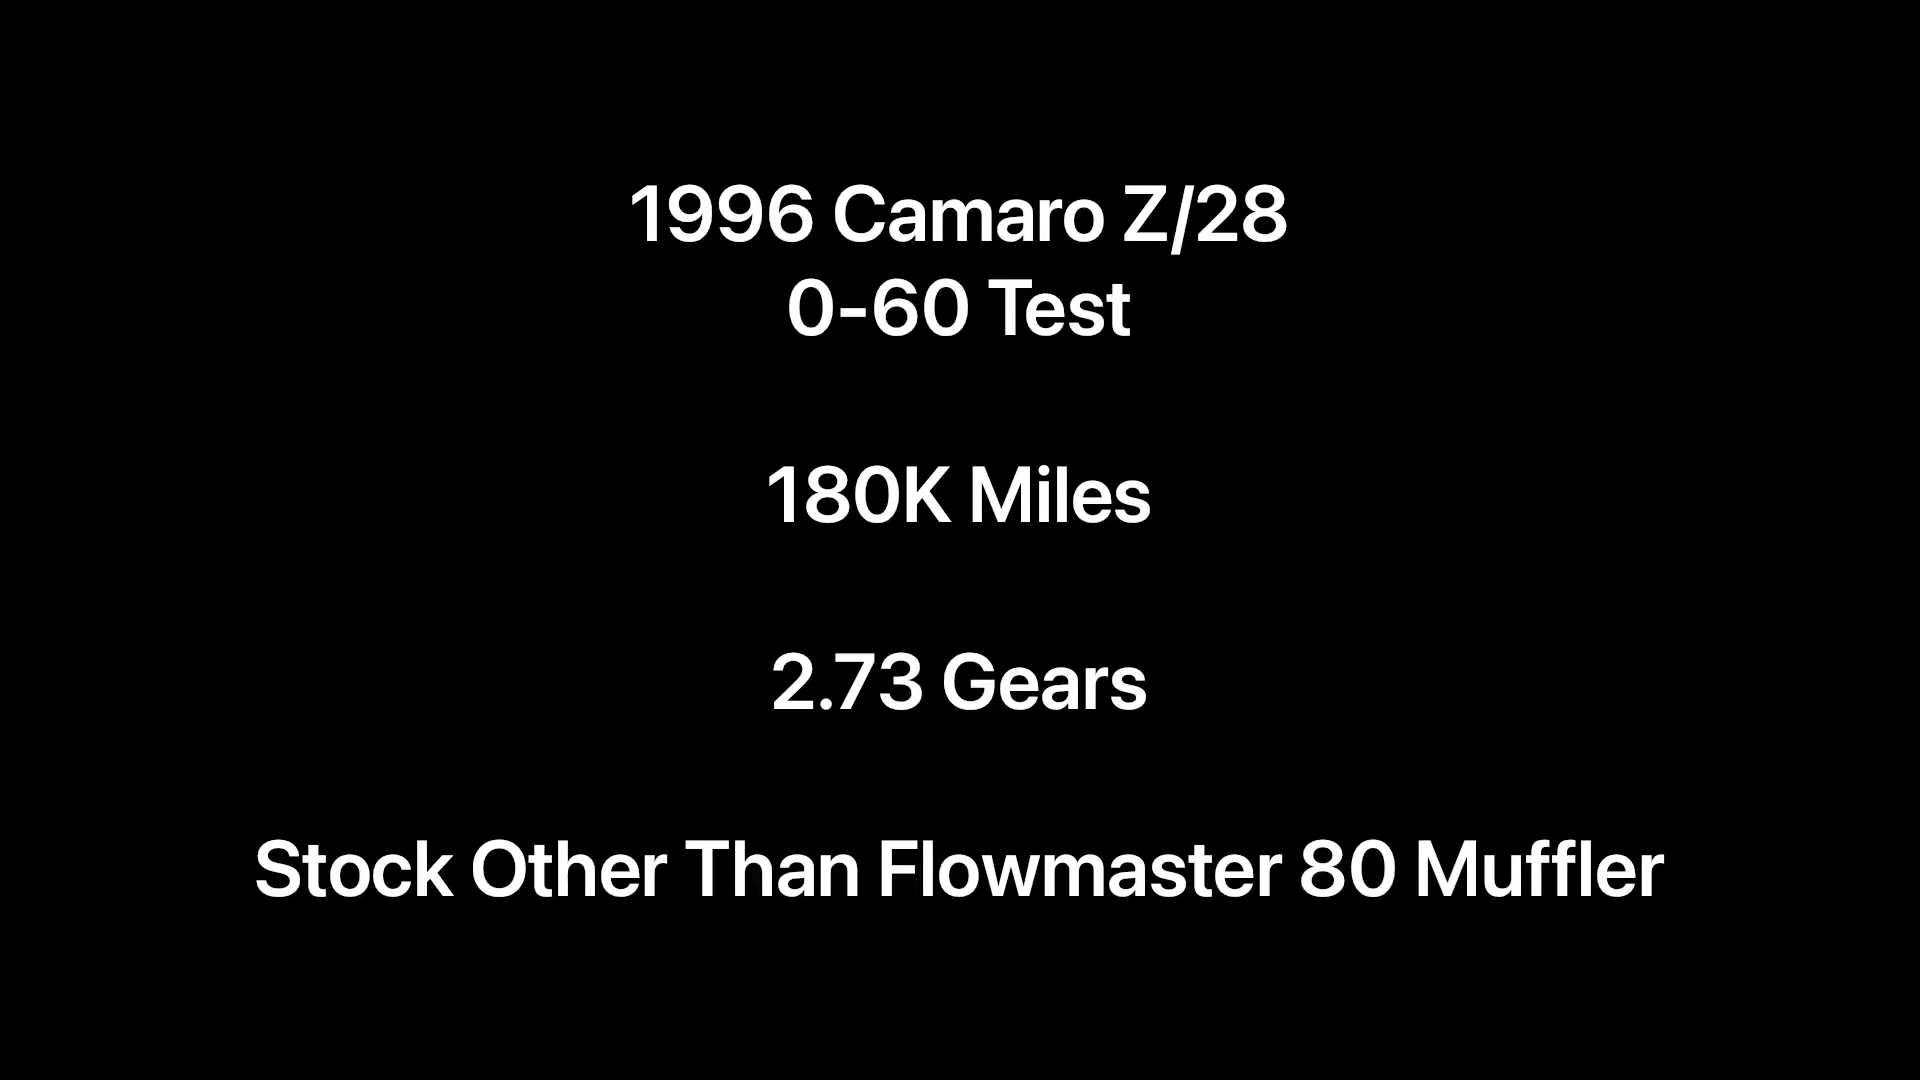 1996 Camaro Z/28
0-60 Test
180K Miles
2.73 Gears
Stock Other Than Flowmaster 80 Muffler